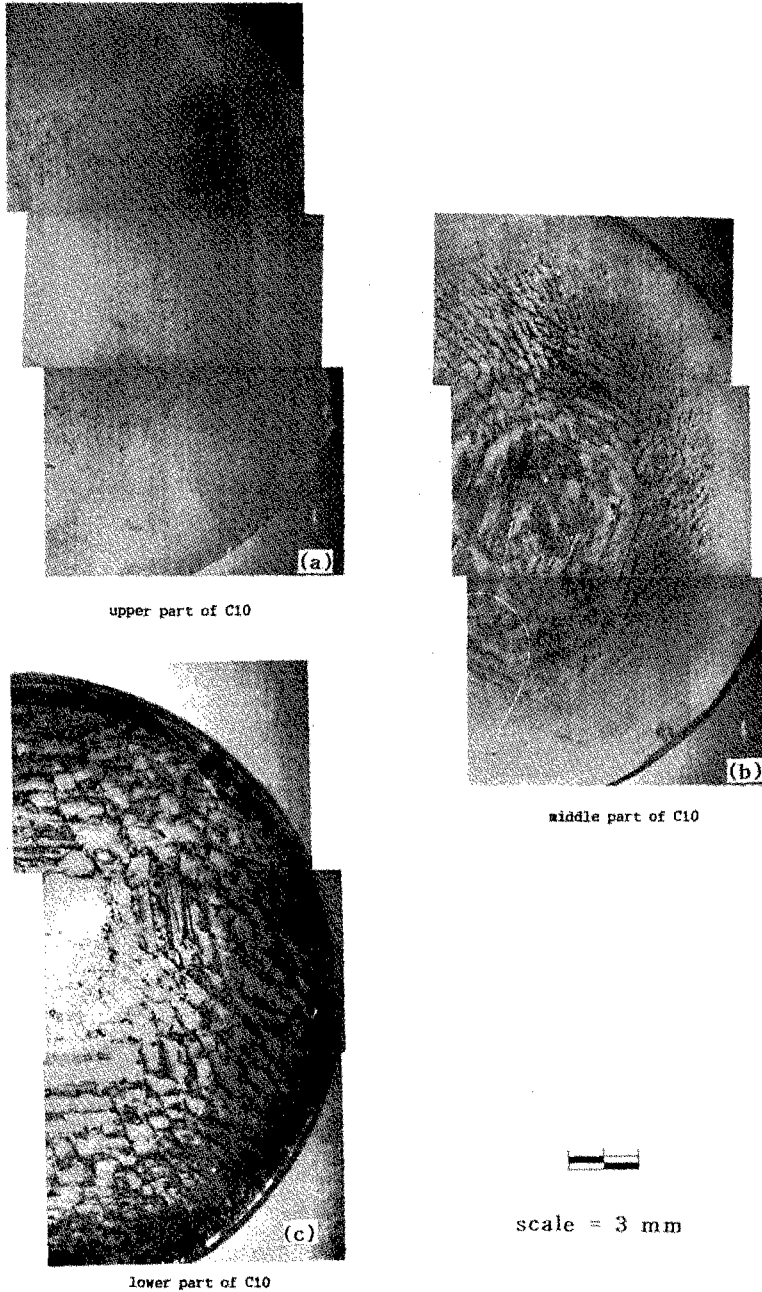 (a)
upper part of C10
(b)
middle part of C10
(c)
lower part of C10
scale = 3 mm